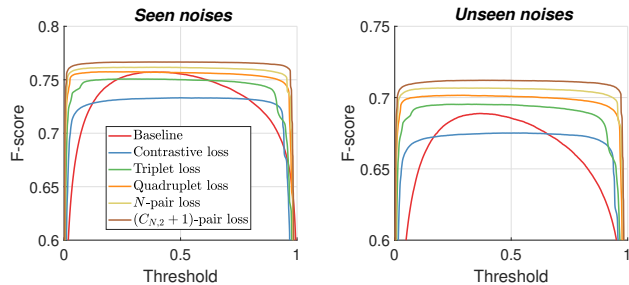 Seen noises
0.8
0.75
0.7
0.65
0.6
F-score
0
0.5
1
Threshold
Baseline
Contrastive loss
Triplet loss
Quadruplet loss
N-pair loss
(C_{N,2} + 1)-pair loss
Unseen noises
0.75
0.7
0.65
0.6
F-score
0
0.5
1
Threshold